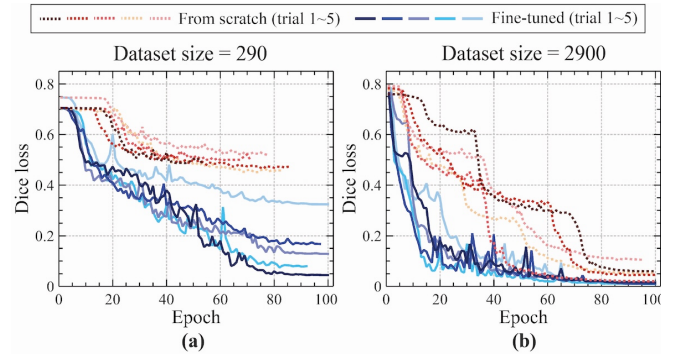 From scratch (trial 1~5) Fine-tuned (trial 1~5)
Dataset size = 290 Dataset size = 2900
0.8
0.6
0.4
0.2
0
Dice loss
0 20 40 60 80 100
Epoch
(a)
0.8
0.6
0.4
0.2
0
Dice loss
0 20 40 60 80 100
Epoch
(b)